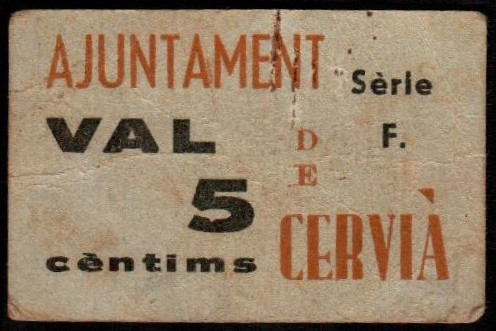 AJUNTAMENT
Sèrie
F.
VAL
5
cèntims
DE
CERVIÀ